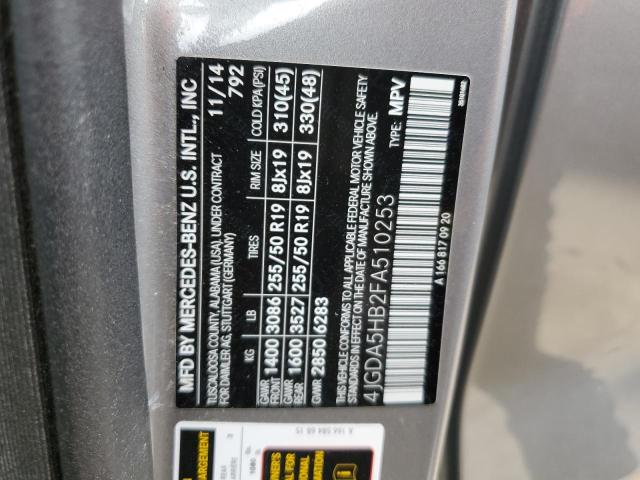 MFD BY MERCEDES-BENZ U.S. INTL., INC
TUSCALOOSA COUNTY, ALABAMA (USA), UNDER CONTRACT 11/14
FOR DAIMLER AG, STUTTGART (GERMANY) 792
KG LB TIRES RIM SIZE COLD KPA (PSI)
GAWR FRONT 1400 3086 255/50 R19 8Jx19 310(45)
GAWR REAR 1600 3527 255/50 R19 8Jx19 330(48)
GVWR 2850 6283
THIS VEHICLE CONFORMS TO ALL APPLICABLE FEDERAL MOTOR VEHICLE SAFETY
STANDARDS IN EFFECT ON THE DATE OF MANUFACTURE SHOWN ABOVE.
4JGDA5HB2FA510253 TYPE: MPV
A 166 817 09 20